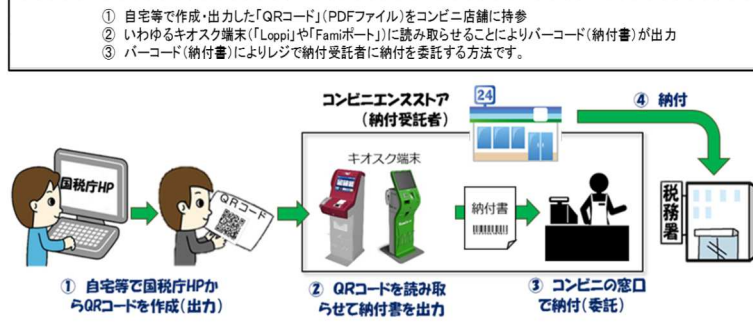 ① 自宅等で作成・出力した「QRコード」(PDFファイル)をコンビニ店舗に持参
② いわゆるキオスク端末(「Loppi」や「Famiポート」)に読み取らせることによりバーコード(納付書)が出力
③ バーコード(納付書)によりレジで納付受託者に納付を委託する方法です。
コンビニエンスストア
(納付受託者)
24
④ 納付
国税庁HP
QRコード
キオスク端末
納付書
税務署
① 自宅等で国税庁HPか
らQRコードを作成(出力)
② QRコードを読み取
らせて納付書を出力
③ コンビニの窓口
で納付(委託)